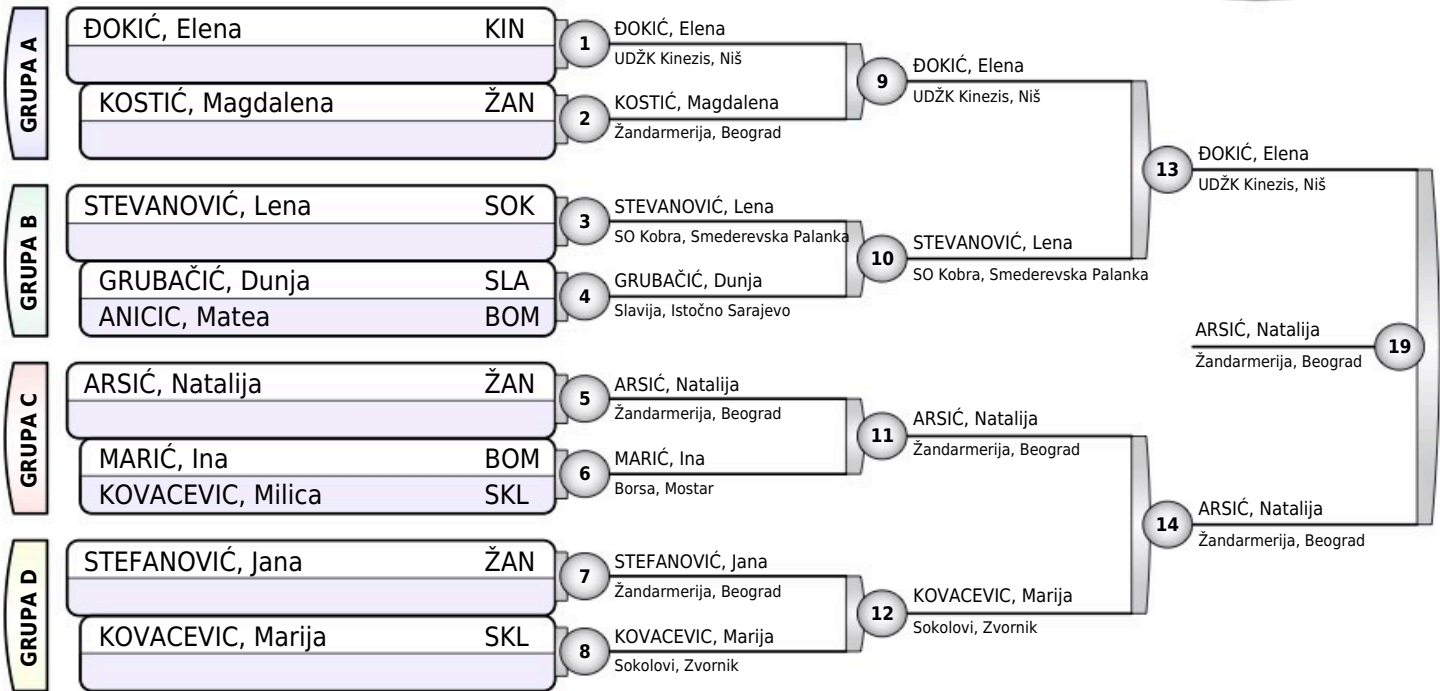 GRUPA A
ĐOKIĆ, Elena KIN
KOSTIĆ, Magdalena ŽAN
GRUPA B
STEVANOVIĆ, Lena SOK
GRUBAČIĆ, Dunja SLA
ANICIC, Matea BOM
GRUPA C
ARSIĆ, Natalija ŽAN
MARIĆ, Ina BOM
KOVACEVIC, Milica SKL
GRUPA D
STEFANOVIĆ, Jana ŽAN
KOVACEVIC, Marija SKL
1
ĐOKIĆ, Elena
UDŽK Kinezis, Niš
2
KOSTIĆ, Magdalena
Žandarmerija, Beograd
3
STEVANOVIĆ, Lena
SO Kobra, Smederevska Palanka
4
GRUBAČIĆ, Dunja
Slavija, Istočno Sarajevo
5
ARSIĆ, Natalija
Žandarmerija, Beograd
6
MARIĆ, Ina
Borsa, Mostar
7
STEFANOVIĆ, Jana
Žandarmerija, Beograd
8
KOVACEVIC, Marija
Sokolovi, Zvornik
9
ĐOKIĆ, Elena
UDŽK Kinezis, Niš
10
STEVANOVIĆ, Lena
SO Kobra, Smederevska Palanka
11
ARSIĆ, Natalija
Žandarmerija, Beograd
12
KOVACEVIC, Marija
Sokolovi, Zvornik
13
ĐOKIĆ, Elena
UDŽK Kinezis, Niš
14
ARSIĆ, Natalija
Žandarmerija, Beograd
ARSIĆ, Natalija
Žandarmerija, Beograd
19